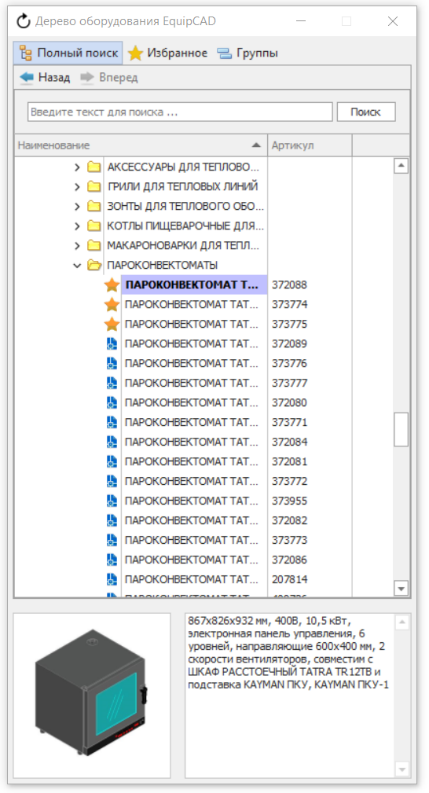 Дерево оборудования EquipCAD
Полный поиск Избранное Группы
Назад Вперед
Введите текст для поиска ... Поиск
Наименование Артикул
АКСЕССУАРЫ ДЛЯ ТЕПЛОВО...
ГРИЛИ ДЛЯ ТЕПЛОВЫХ ЛИНИЙ
ЗОНТЫ ДЛЯ ТЕПЛОВОГО ОБО...
КОТЛЫ ПИЩЕВАРОЧНЫЕ ДЛЯ...
МАКАРОНОВАРКИ ДЛЯ ТЕПЛ...
ПАРОКОНВЕКТОМАТЫ
ПАРОКОНВЕКТОМАТ Т... 372088
ПАРОКОНВЕКТОМАТ ТАТ... 373774
ПАРОКОНВЕКТОМАТ ТАТ... 373775
ПАРОКОНВЕКТОМАТ ТАТ... 372089
ПАРОКОНВЕКТОМАТ ТАТ... 373776
ПАРОКОНВЕКТОМАТ ТАТ... 373777
ПАРОКОНВЕКТОМАТ ТАТ... 372080
ПАРОКОНВЕКТОМАТ ТАТ... 373771
ПАРОКОНВЕКТОМАТ ТАТ... 372084
ПАРОКОНВЕКТОМАТ ТАТ... 372081
ПАРОКОНВЕКТОМАТ ТАТ... 373772
ПАРОКОНВЕКТОМАТ ТАТ... 373955
ПАРОКОНВЕКТОМАТ ТАТ... 372082
ПАРОКОНВЕКТОМАТ ТАТ... 373773
ПАРОКОНВЕКТОМАТ ТАТ... 372086
ПАРОКОНВЕКТОМАТ ТАТ... 207814
ПАРОКОНВЕКТОМАТ ТАТ...
867x826x932 мм, 400В, 10,5 кВт,
электронная панель управления, 6
уровней, направляющие 600x400 мм, 2
скорости вентиляторов, совместим с
ШКАФ РАССТОЕЧНЫЙ TATRA TR12TB и
подставка KAYMAN ПКУ, KAYMAN ПКУ-1